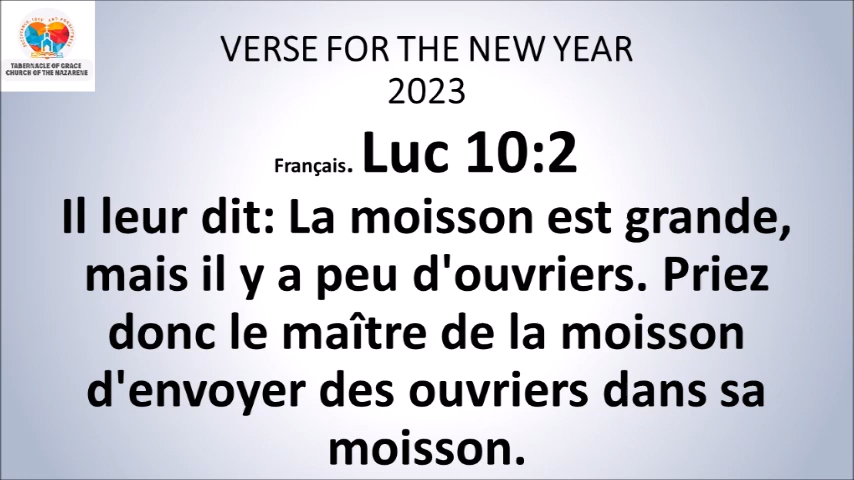 TABERNACLE OF GRACE
CHURCH OF THE NAZARENE
VERSE FOR THE NEW YEAR
2023
Français. Luc 10:2
Il leur dit: La moisson est grande,
mais il y a peu d'ouvriers. Priez
donc le maître de la moisson
d'envoyer des ouvriers dans sa
moisson.